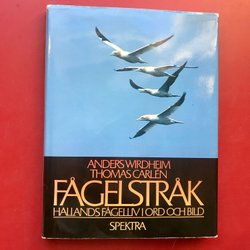 ANDERS WIRDHEIM
THOMAS CARLÉN
FÅGELSTRÅK
HALLANDS FÅGELLIV I ORD OCH BILD
SPEKTRA